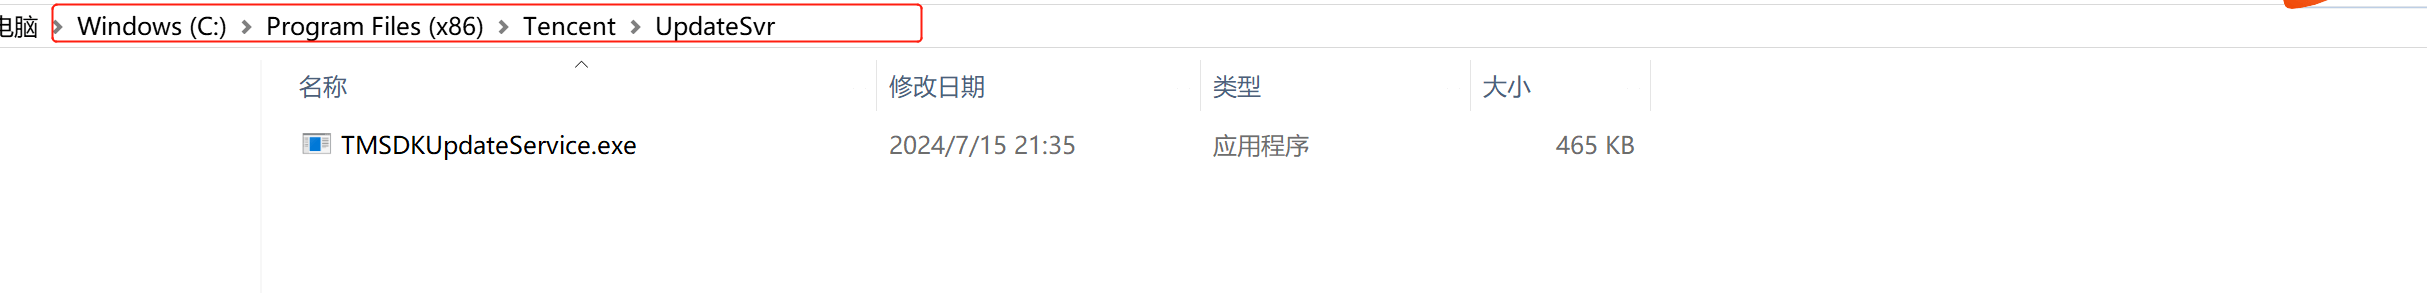 电脑 Windows (C:) Program Files (x86) Tencent UpdateSvr
名称 修改日期 类型 大小
TMSDKUpdateService.exe 2024/7/15 21:35 应用程序 465 KB